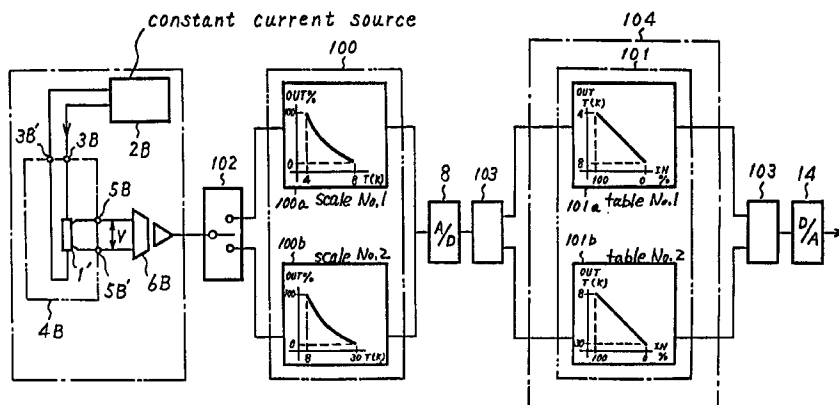 constant current source
2B
3B'
3B
5B
V
1'
5B'
6B
4B
102
100
OUT%
100
0
4
8
T(K)
100a
scale No.1
100b
scale No.2
OUT%
100
0
8
30
T(K)
8
A/D
103
104
101
OUT
T(K)
4
8
100
0
IN
%
101a
table No.1
101b
table No.2
OUT
T(K)
8
30
100
0
IN
%
103
14
D/A